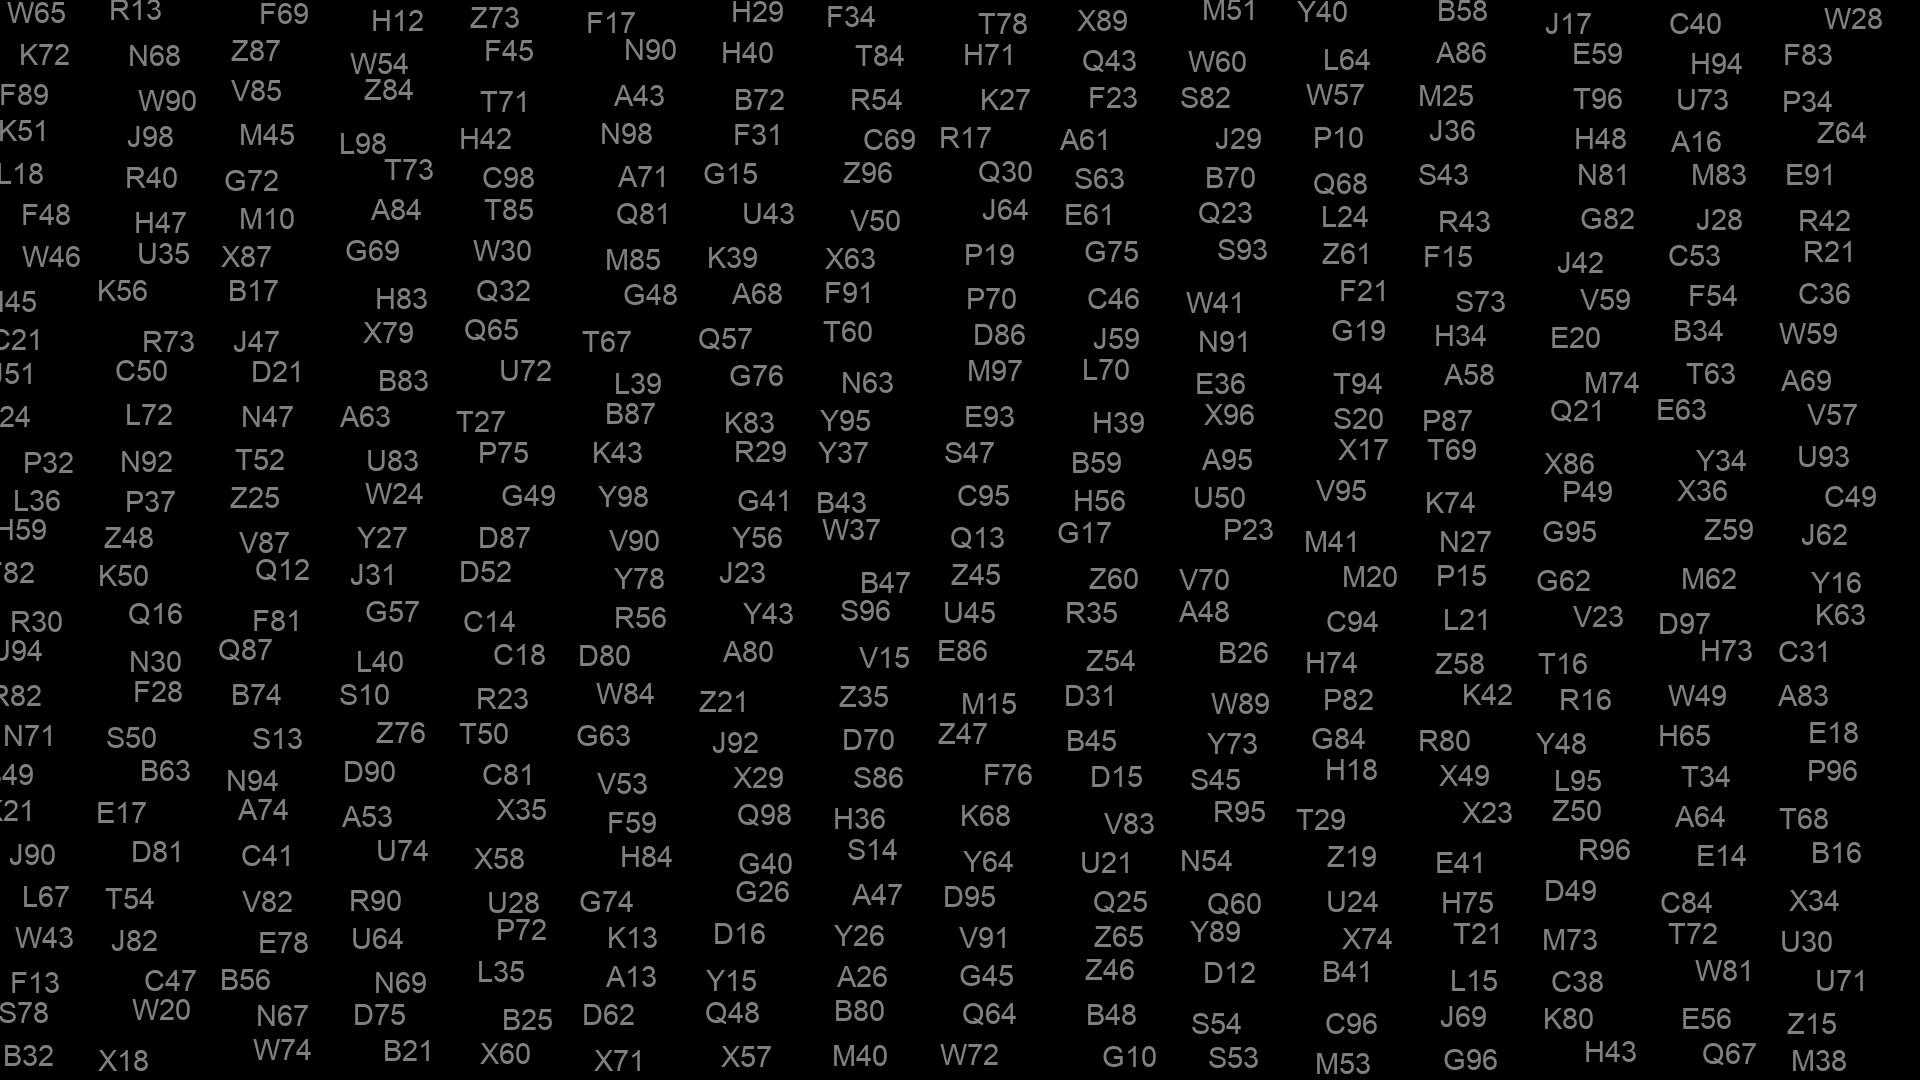 W65 R13 F69 H12 Z73 F17 H29 F34 T78 X89 M51 Y40 B58 J17 C40 W28
K72 N68 Z87 W54 F45 N90 H40 T84 H71 Q43 W60 L64 A86 E59 H94 F83
F89 W90 V85 Z84 T71 A43 B72 R54 K27 F23 S82 W57 M25 T96 U73 P34
K51 J98 M45 L98 H42 N98 F31 C69 R17 A61 J29 P10 J36 H48 A16 Z64
L18 R40 G72 T73 C98 A71 G15 Z96 Q30 S63 B70 Q68 S43 N81 M83 E91
F48 H47 M10 A84 T85 Q81 U43 V50 J64 E61 Q23 L24 R43 G82 J28 R42
W46 U35 X87 G69 W30 M85 K39 X63 P19 G75 S93 Z61 F15 J42 C53 R21
K56 B17 H83 Q32 G48 A68 F91 P70 C46 W41 F21 S73 V59 F54 C36
C21 R73 J47 X79 Q65 T67 Q57 T60 D86 J59 N91 G19 H34 E20 B34 W59
C50 D21 B83 U72 L39 G76 N63 M97 L70 E36 T94 A58 M74 T63 A69
24 L72 N47 A63 T27 B87 K83 Y95 E93 H39 X96 S20 P87 Q21 E63 V57
P32 N92 T52 U83 P75 K43 R29 Y37 S47 B59 A95 X17 T69 X86 Y34 U93
L36 P37 Z25 W24 G49 Y98 G41 B43 C95 H56 U50 V95 K74 P49 X36 C49
H59 Z48 V87 Y27 D87 V90 Y56 W37 Q13 G17 P23 M41 N27 G95 Z59 J62
82 K50 Q12 J31 D52 Y78 J23 B47 Z45 Z60 V70 M20 P15 G62 M62 Y16
R30 Q16 F81 G57 C14 R56 Y43 S96 U45 R35 A48 C94 L21 V23 D97 K63
U94 N30 Q87 L40 C18 D80 A80 V15 E86 Z54 B26 H74 Z58 T16 H73 C31
R82 F28 B74 S10 R23 W84 Z21 Z35 M15 D31 W89 P82 K42 R16 W49 A83
N71 S50 S13 Z76 T50 G63 J92 D70 Z47 B45 Y73 G84 R80 Y48 H65 E18
49 B63 N94 D90 C81 V53 X29 S86 F76 D15 S45 H18 X49 L95 T34 P96
21 E17 A74 A53 X35 F59 Q98 H36 K68 V83 R95 T29 X23 Z50 A64 T68
J90 D81 C41 U74 X58 H84 G40 S14 Y64 U21 N54 Z19 E41 R96 E14 B16
L67 T54 V82 R90 U28 G74 G26 A47 D95 Q25 Q60 U24 H75 D49 C84 X34
W43 J82 E78 U64 P72 K13 D16 Y26 V91 Z65 Y89 X74 T21 M73 T72 U30
F13 C47 B56 N69 L35 A13 Y15 A26 G45 Z46 D12 B41 L15 C38 W81 U71
S78 W20 N67 D75 B25 D62 Q48 B80 Q64 B48 S54 C96 J69 K80 E56 Z15
B32 X18 W74 B21 X60 X71 X57 M40 W72 G10 S53 M53 G96 H43 Q67 M38